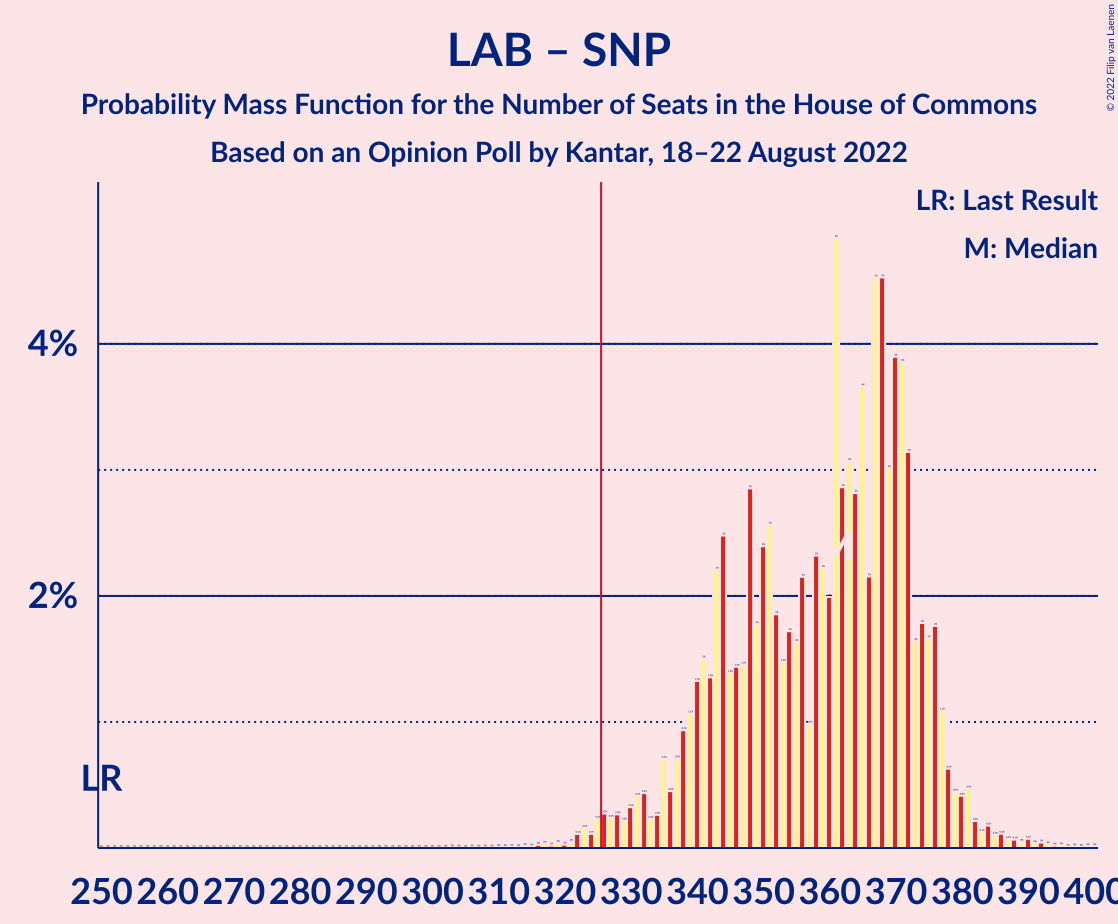 LAB – SNP
Probability Mass Function for the Number of Seats in the House of Commons
Based on an Opinion Poll by Kantar, 18–22 August 2022
© 2022 Filip van Laenen
LR: Last Result
M: Median
4%
2%
LR
250 260 270 280 290 300 310 320 330 340 350 360 370 380 390 400